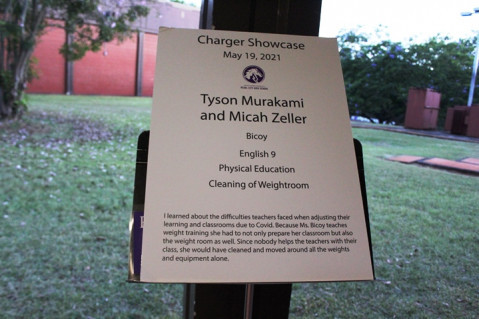 Charger Showcase
May 19, 2021
Tyson Murakami
and Micah Zeller
Bicoy
English 9
Physical Education
Cleaning of Weightroom
I learned about the difficulties teachers faced when adjusting their
learning and classrooms due to Covid. Because Ms. Bicoy teaches
weight training she had to not only prepare her classroom but also
the weight room as well. Since nobody helps the teachers with their
class, she would have cleaned and moved around all the weights
and equipment alone.